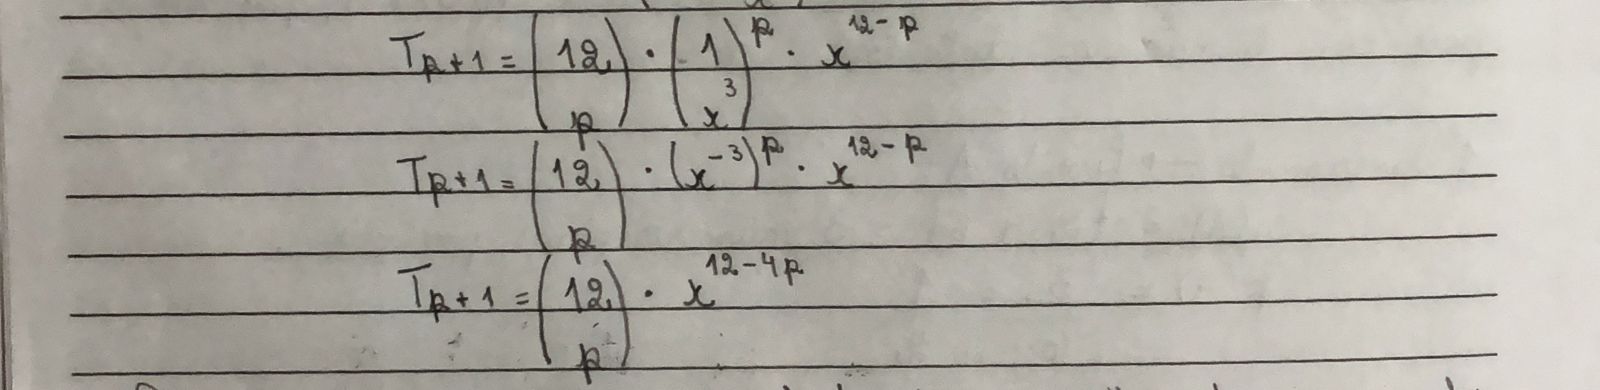 T_{p+1} = \binom{12}{p} \cdot \left(\frac{1}{x^3}\right)^p \cdot x^{12-p}
T_{p+1} = \binom{12}{p} \cdot (x^{-3})^p \cdot x^{12-p}
T_{p+1} = \binom{12}{p} \cdot x^{12-4p}